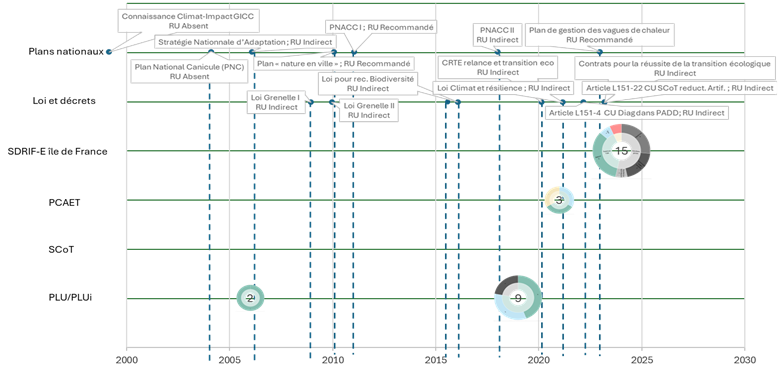 Connaissance Climat-Impact GICC
RU Absent
PNACC I ; RU Recommandé
PNACC II
RU Indirect
Plan de gestion des vagues de chaleur
RU Recommandé
Stratégie Nationnale d'Adaptation ; RU Indirect
Plans nationaux
Plan National Canicule (PNC)
RU Absent
Plan « nature en ville » ; RU Recommandé
CRTE relance et transition eco
RU Indirect
Contrats pour la réussite de la transition écologique
RU Indirect
Loi pour rec. Biodiversité
RU Indirect
Loi Climat et résilience ; RU Indirect
Article L151-22 CU SCoT reduct. Artif. ; RU Indirect
Loi et décrets
Loi Grenelle I
RU Indirect
Loi Grenelle II
RU Indirect
Article L151-4 CU Diag dans PADD; RU Indirect
SDRIF-E île de France
15
PCAET
3
SCoT
PLU/PLUi
2
9
2000 2005 2010 2015 2020 2025 2030